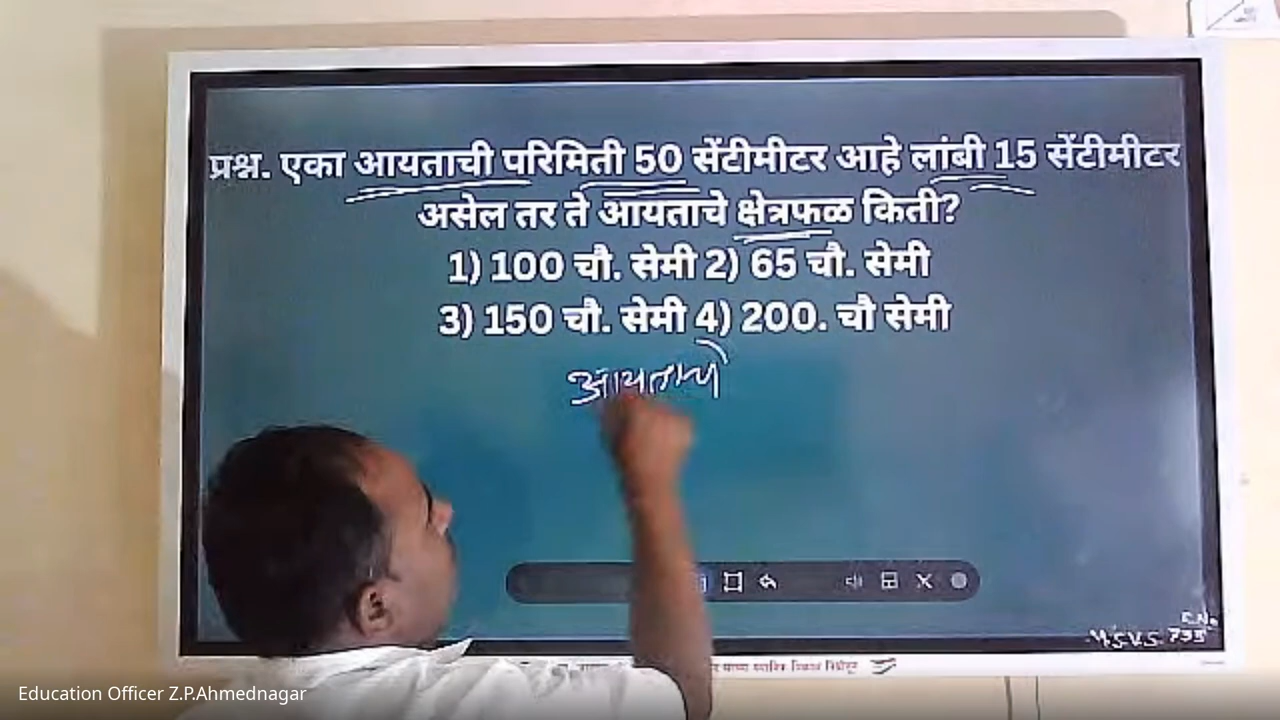 प्रश्न. एका आयताची परिमिती 50 सेंटीमीटर आहे लांबी 15 सेंटीमीटर
असेल तर ते आयताचे क्षेत्रफळ किती?
1) 100 चौ. सेमी 2) 65 चौ. सेमी
3) 150 चौ. सेमी 4) 200. चौ सेमी
आयताचे
Education Officer Z.P.Ahmednagar